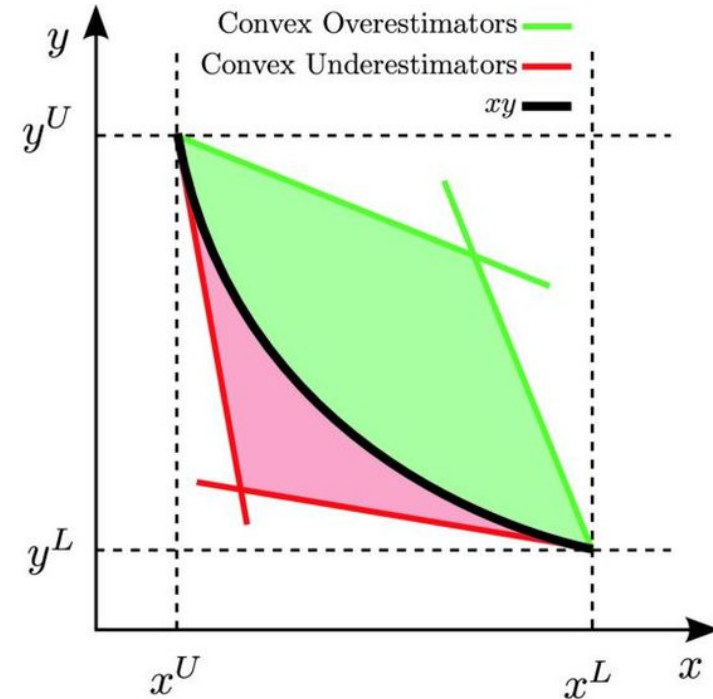 y
Convex Overestimators
Convex Underestimators
xy
y^U
y^L
x^U
x^L
x